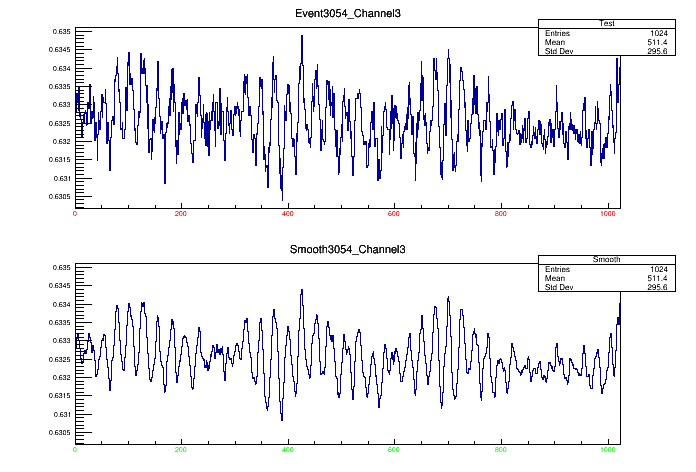 Event3054_Channel3
Test
Entries 1024
Mean 511.4
Std Dev 295.6
0.635
0.6345
0.634
0.6335
0.633
0.6325
0.632
0.6315
0.631
0.6305
0 200 400 600 800 1000
Smooth3054_Channel3
Smooth
Entries 1024
Mean 511.4
Std Dev 295.6
0.635
0.6345
0.634
0.6335
0.633
0.6325
0.632
0.6315
0.631
0.6305
0 200 400 600 800 1000